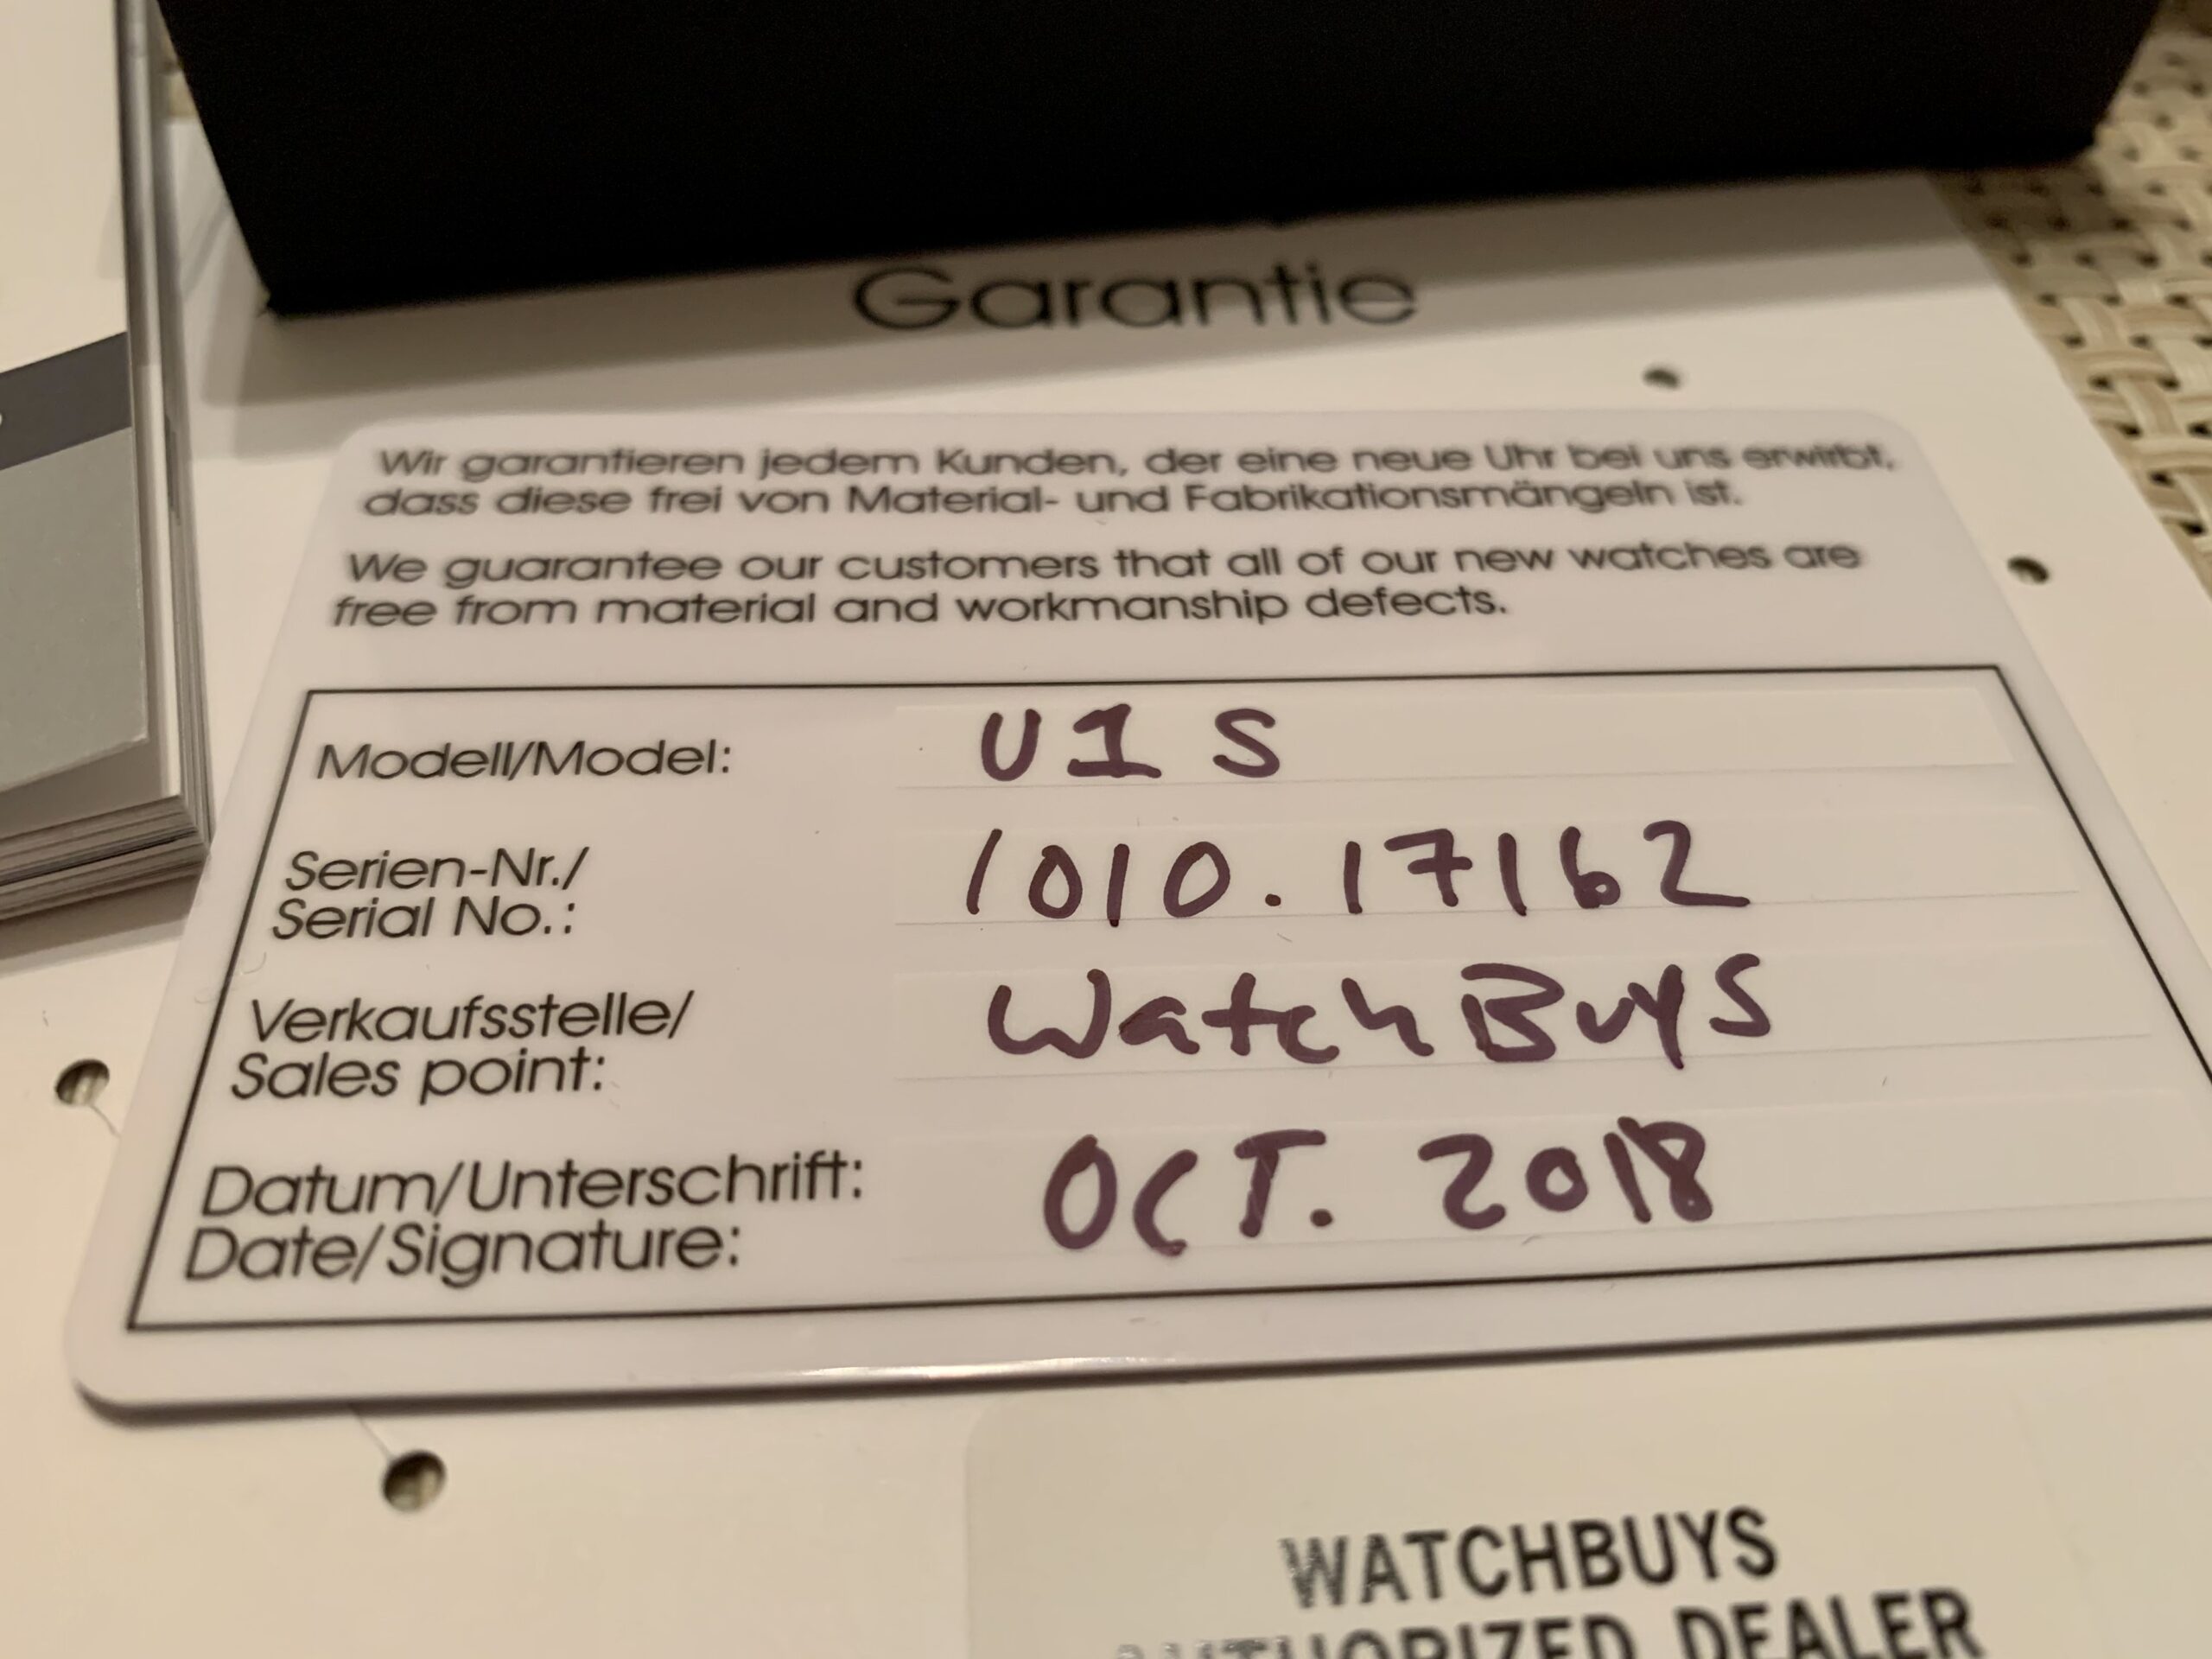 Garantie
Wir garantieren jedem Kunden, der eine neue Uhr bei uns erwirbt,
dass diese frei von Material- und Fabrikationsmängeln ist.
We guarantee our customers that all of our new watches are
free from material and workmanship defects.
Modell/Model: U1 S
Serien-Nr./
Serial No.: 1010.17162
Verkaufsstelle/
Sales point: WatchBuys
Datum/Unterschrift:
Date/Signature: OCT. 2018
WATCHBUYS
AUTHORIZED DEALER